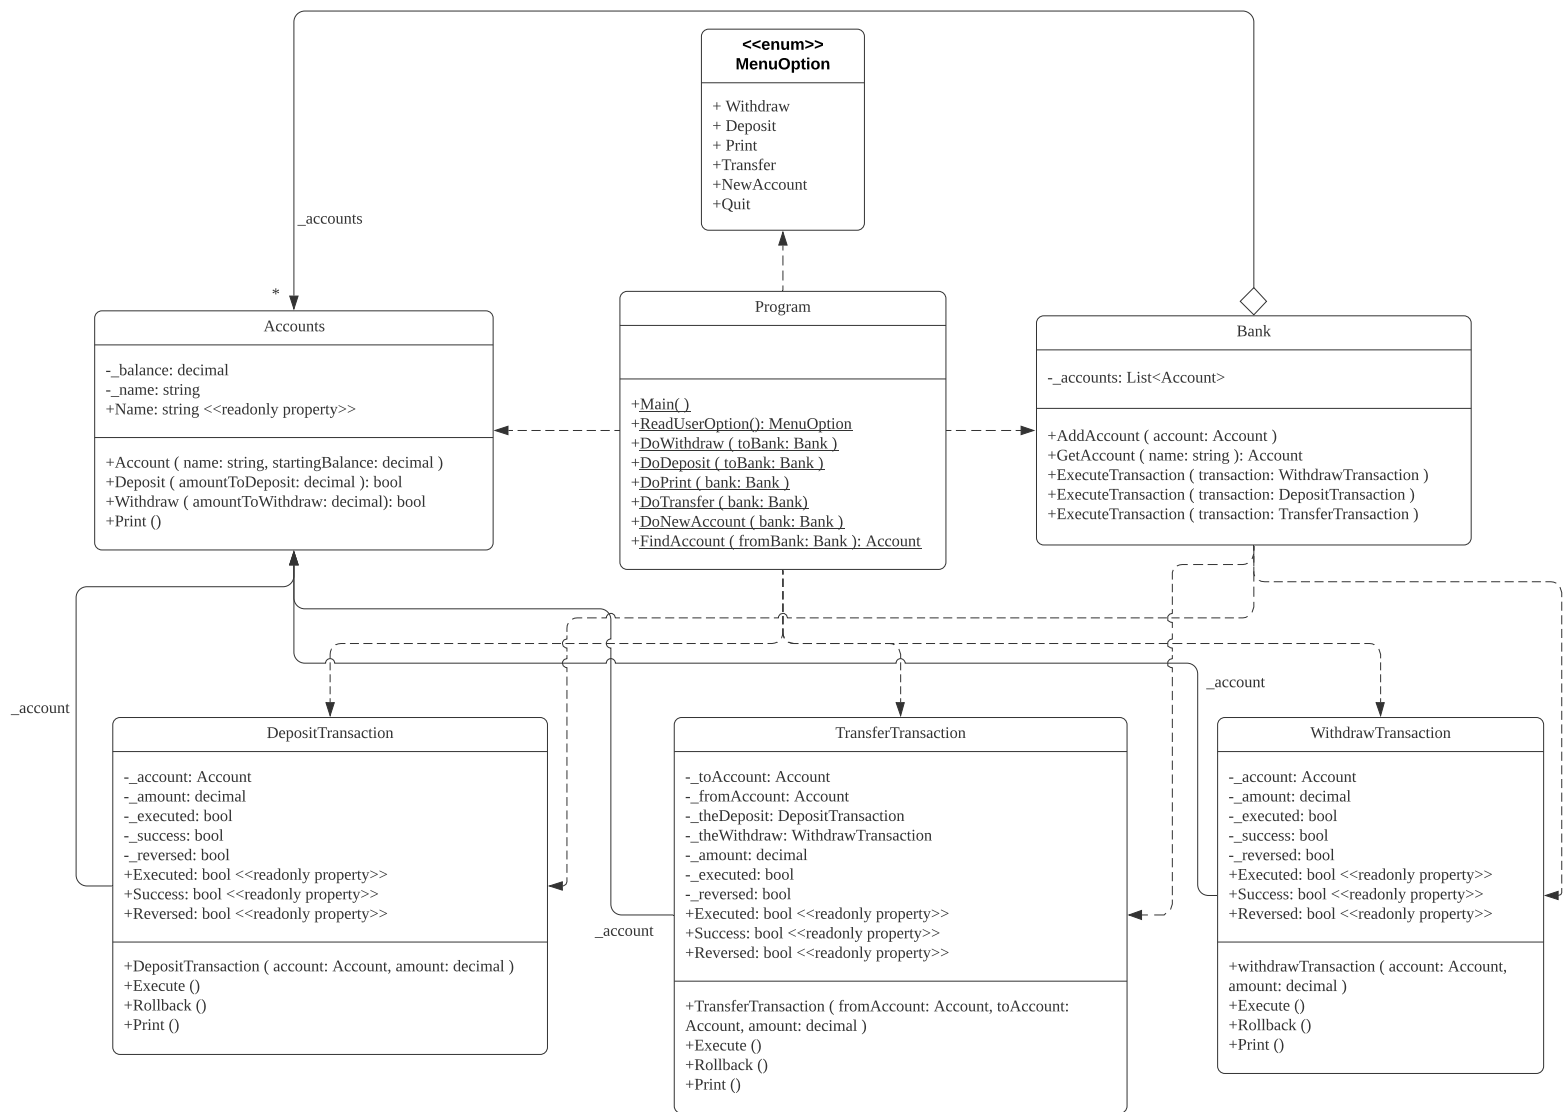 <<enum>>
MenuOption
+ Withdraw
+ Deposit
+ Print
+Transfer
+NewAccount
+Quit
_accounts
*
Accounts
-_balance: decimal
-_name: string
+Name: string <<readonly property>>
+Account ( name: string, startingBalance: decimal )
+Deposit ( amountToDeposit: decimal ): bool
+Withdraw ( amountToWithdraw: decimal): bool
+Print ()
Program
+Main( )
+ReadUserOption(): MenuOption
+DoWithdraw ( toBank: Bank )
+DoDeposit ( toBank: Bank )
+DoPrint ( bank: Bank )
+DoTransfer ( bank: Bank)
+DoNewAccount ( bank: Bank )
+FindAccount ( fromBank: Bank ): Account
Bank
-_accounts: List<Account>
+AddAccount ( account: Account )
+GetAccount ( name: string ): Account
+ExecuteTransaction ( transaction: WithdrawTransaction )
+ExecuteTransaction ( transaction: DepositTransaction )
+ExecuteTransaction ( transaction: TransferTransaction )
_account
DepositTransaction
-_account: Account
-_amount: decimal
-_executed: bool
-_success: bool
-_reversed: bool
+Executed: bool <<readonly property>>
+Success: bool <<readonly property>>
+Reversed: bool <<readonly property>>
+DepositTransaction ( account: Account, amount: decimal )
+Execute ()
+Rollback ()
+Print ()
_account
TransferTransaction
-_toAccount: Account
-_fromAccount: Account
-_theDeposit: DepositTransaction
-_theWithdraw: WithdrawTransaction
-_amount: decimal
-_executed: bool
-_reversed: bool
+Executed: bool <<readonly property>>
+Success: bool <<readonly property>>
+Reversed: bool <<readonly property>>
+TransferTransaction ( fromAccount: Account, toAccount:
Account, amount: decimal )
+Execute ()
+Rollback ()
+Print ()
_account
WithdrawTransaction
-_account: Account
-_amount: decimal
-_executed: bool
-_success: bool
-_reversed: bool
+Executed: bool <<readonly property>>
+Success: bool <<readonly property>>
+Reversed: bool <<readonly property>>
+withdrawTransaction ( account: Account,
amount: decimal )
+Execute ()
+Rollback ()
+Print ()